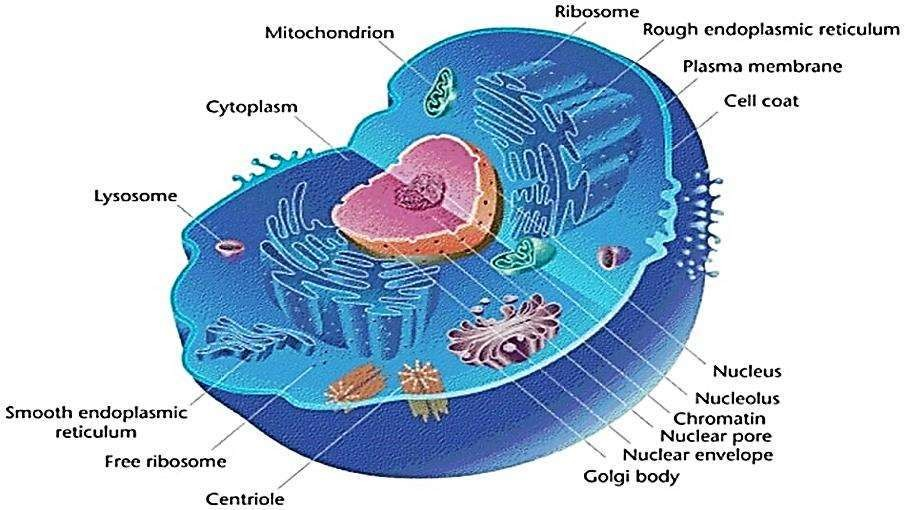 Ribosome
Mitochondrion
Rough endoplasmic reticulum
Plasma membrane
Cell coat
Cytoplasm
Lysosome
Nucleus
Nucleolus
Chromatin
Nuclear pore
Nuclear envelope
Golgi body
Smooth endoplasmic
reticulum
Free ribosome
Centriole